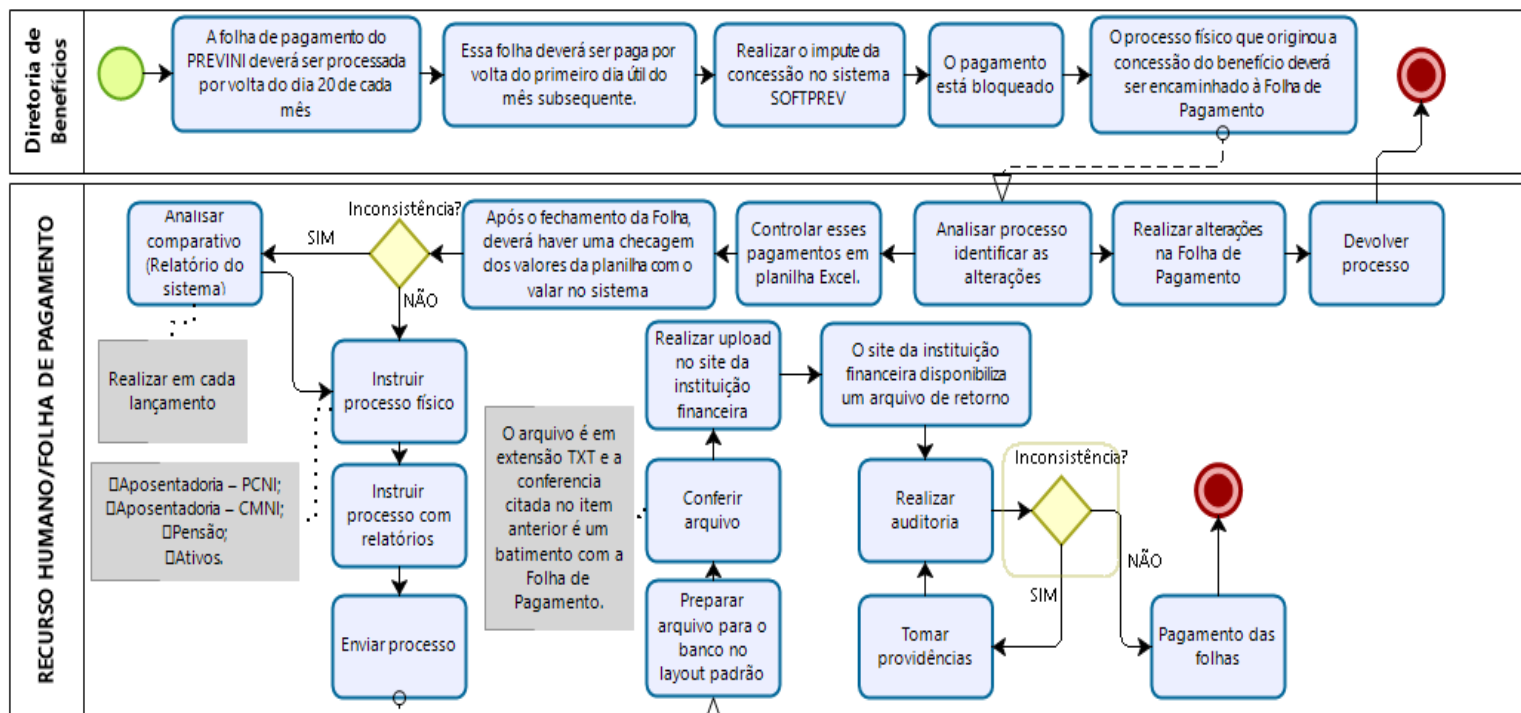 Diretoria de
Benefícios
A folha de pagamento do
PREVINI deverá ser processada
por volta do dia 20 de cada
mês
Essa folha deverá ser paga por
volta do primeiro dia útil do
mês subsequente.
Realizar o impute da
concessão no sistema
SOFTPREV
O pagamento
está bloqueado
O processo físico que originou a
concessão do benefício deverá
ser encaminhado à Folha de
Pagamento
RECURSO HUMANO/FOLHA DE PAGAMENTO
Analisar
comparativo
(Relatório do
sistema)
SIM
Inconsistência?
NÃO
Após o fechamento da Folha,
deverá haver uma checagem
dos valores da planilha com o
valar no sistema
Controlar esses
pagamentos em
planilha Excel.
Analisar processo
identificar as
alterações
Realizar alterações
na Folha de
Pagamento
Devolver
processo
Realizar em cada
lançamento
Instruir
processo físico
Aposentadoria – PCNI;
Aposentadoria – CMNI;
Pensão;
Ativos.
Instruir
processo com
relatórios
Enviar processo
O arquivo é em
extensão TXT e a
conferencia
citada no item
anterior é um
batimento com a
Folha de
Pagamento.
Realizar upload
no site da
instituição
financeira
O site da instituição
financeira disponibiliza
um arquivo de retorno
Conferir
arquivo
Preparar
arquivo para o
banco no
layout padrão
Realizar
auditoria
Inconsistência?
SIM
NÃO
Tomar
providências
Pagamento das
folhas